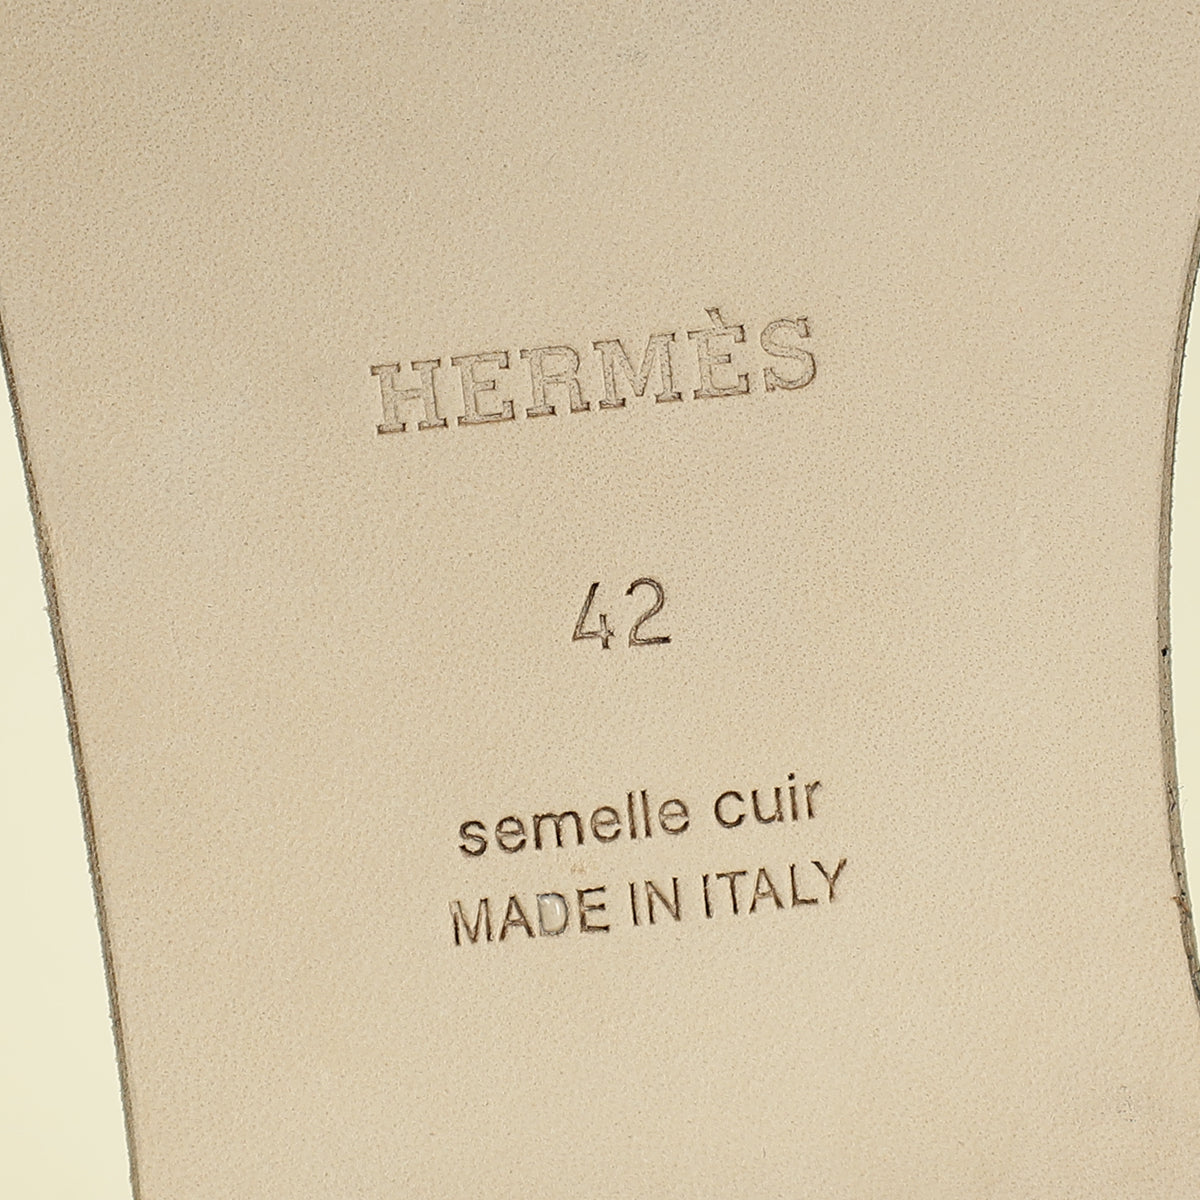 HERMÈS
42
semelle cuir
MADE IN ITALY